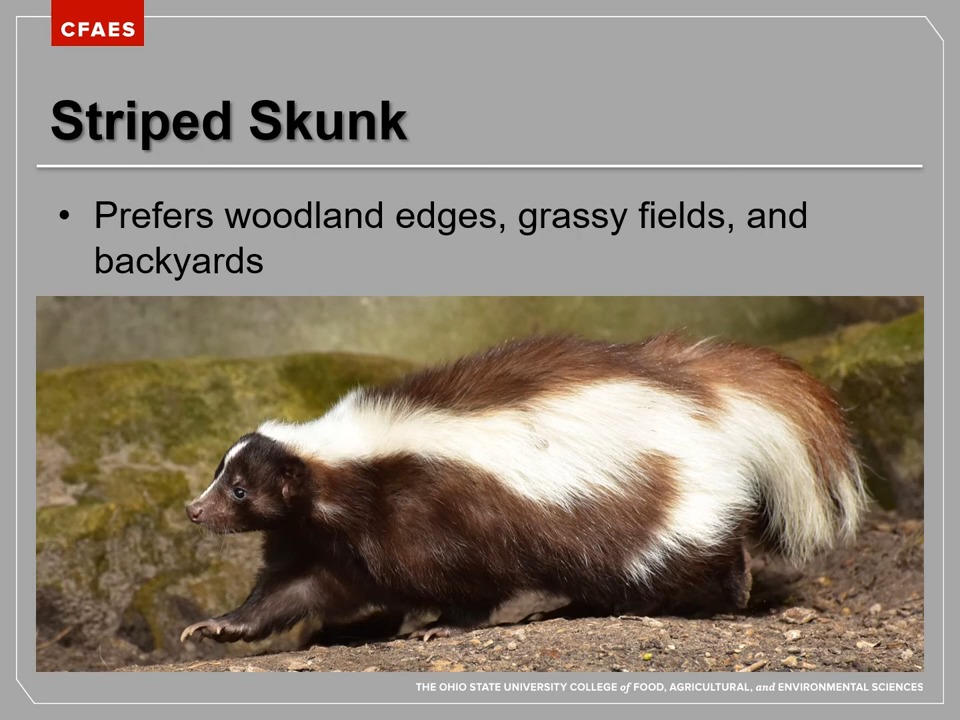 CFAES
Striped Skunk
• Prefers woodland edges, grassy fields, and
backyards
THE OHIO STATE UNIVERSITY COLLEGE of FOOD, AGRICULTURAL, and ENVIRONMENTAL SCIENCES